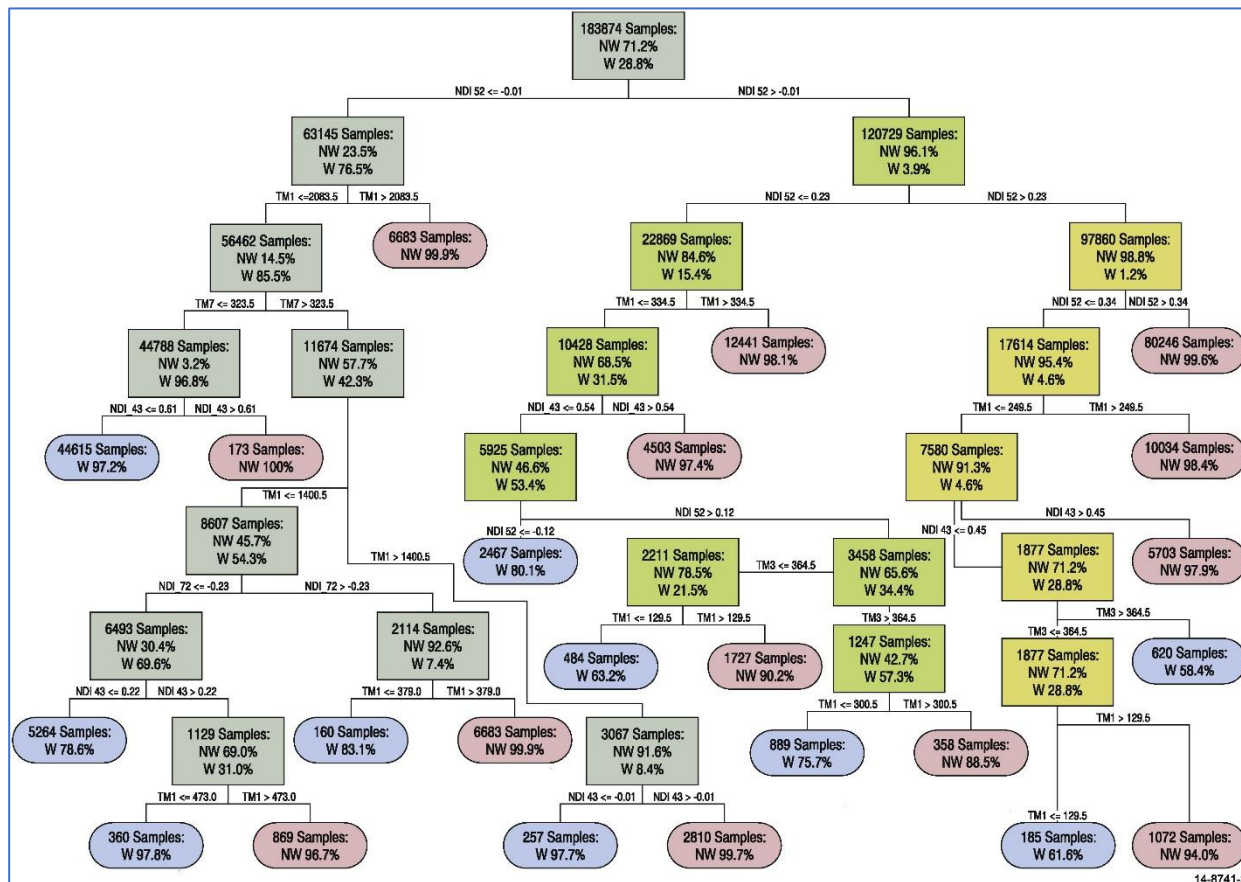 183874 Samples:
NW 71.2%
W 28.8%
NDI 52 <= -0.01
NDI 52 > -0.01
63145 Samples:
NW 23.5%
W 76.5%
120729 Samples:
NW 96.1%
W 3.9%
TM1 <=2083.5
TM1 > 2083.5
NDI 52 <= 0.23
NDI 52 > 0.23
56462 Samples:
NW 14.5%
W 85.5%
6683 Samples:
NW 99.9%
22869 Samples:
NW 84.6%
W 15.4%
97860 Samples:
NW 98.8%
W 1.2%
TM7 <= 323.5
TM7 > 323.5
TM1 <= 334.5
TM1 > 334.5
NDI 52 <= 0.34
NDI 52 > 0.34
44788 Samples:
NW 3.2%
W 96.8%
11674 Samples:
NW 57.7%
W 42.3%
10428 Samples:
NW 68.5%
W 31.5%
12441 Samples:
NW 98.1%
17614 Samples:
NW 95.4%
W 4.6%
80246 Samples:
NW 99.6%
NDI_43 <= 0.61
NDI_43 > 0.61
NDI_43 <= 0.54
NDI_43 > 0.54
TM1 <= 249.5
TM1 > 249.5
44615 Samples:
W 97.2%
173 Samples:
NW 100%
5925 Samples:
NW 46.6%
W 53.4%
4503 Samples:
NW 97.4%
7580 Samples:
NW 91.3%
W 4.6%
10034 Samples:
NW 98.4%
TM1 <= 1400.5
TM1 > 1400.5
NDI 52 <= -0.12
NDI 52 > 0.12
NDI 43 <= 0.45
NDI 43 > 0.45
8607 Samples:
NW 45.7%
W 54.3%
2467 Samples:
W 80.1%
2211 Samples:
NW 78.5%
W 21.5%
TM3 <= 364.5
3458 Samples:
NW 65.6%
W 34.4%
1877 Samples:
NW 71.2%
W 28.8%
5703 Samples:
NW 97.9%
NDI_72 <= -0.23
NDI_72 > -0.23
TM1 <= 129.5
TM1 > 129.5
TM3 > 364.5
TM3 > 364.5
TM3 <= 364.5
6493 Samples:
NW 30.4%
W 69.6%
2114 Samples:
NW 92.6%
W 7.4%
484 Samples:
W 63.2%
1727 Samples:
NW 90.2%
1247 Samples:
NW 42.7%
W 57.3%
1877 Samples:
NW 71.2%
W 28.8%
620 Samples:
W 58.4%
NDI 43 <= 0.22
NDI 43 > 0.22
TM1 <= 379.0
TM1 > 379.0
TM1 <= 300.5
TM1 > 300.5
TM1 > 129.5
5264 Samples:
W 78.6%
1129 Samples:
NW 69.0%
W 31.0%
160 Samples:
W 83.1%
6683 Samples:
NW 99.9%
3067 Samples:
NW 91.6%
W 8.4%
889 Samples:
W 75.7%
358 Samples:
NW 88.5%
TM1 <= 473.0
TM1 > 473.0
NDI 43 <= -0.01
NDI 43 > -0.01
TM1 <= 129.5
360 Samples:
W 97.8%
869 Samples:
NW 96.7%
257 Samples:
W 97.7%
2810 Samples:
NW 99.7%
185 Samples:
W 61.6%
1072 Samples:
NW 94.0%
14-8741-